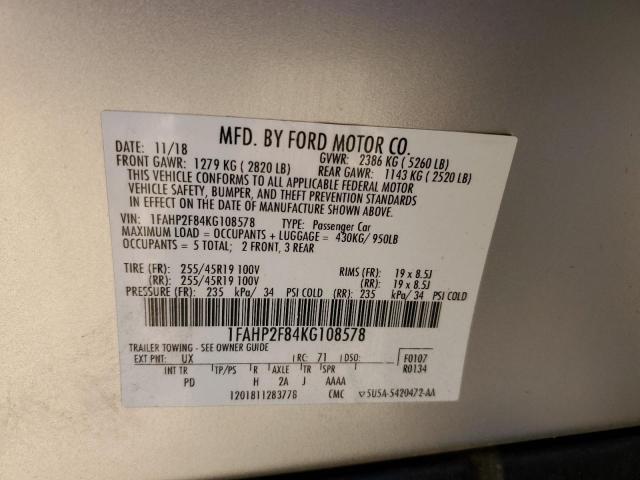 MFD. BY FORD MOTOR CO.
DATE: 11/18 GVWR: 2386 KG ( 5260 LB)
FRONT GAWR: 1279 KG ( 2820 LB) REAR GAWR: 1143 KG ( 2520 LB)
THIS VEHICLE CONFORMS TO ALL APPLICABLE FEDERAL MOTOR
VEHICLE SAFETY, BUMPER, AND THEFT PREVENTION STANDARDS
IN EFFECT ON THE DATE OF MANUFACTURE SHOWN ABOVE.
VIN: 1FAHP2F84KG108578 TYPE: Passenger Car
MAXIMUM LOAD = OCCUPANTS + LUGGAGE = 430KG/ 950LB
OCCUPANTS = 5 TOTAL; 2 FRONT, 3 REAR
TIRE (FR): 255/45R19 100V RIMS (FR): 19 x 8.5J
(RR): 255/45R19 100V (RR): 19 x 8.5J
PRESSURE (FR): 235 kPa/ 34 PSI COLD (RR): 235 kPa/ 34 PSI COLD
1FAHP2F84KG108578
TRAILER TOWING - SEE OWNER GUIDE
EXT PNT: UX RC: 71 DSO: F0107
INT TR TP/PS R AXLE TR SPR R0134
PD H 2A J AAAA
1201811283778 CMC ▽5U5A-5420472-AA